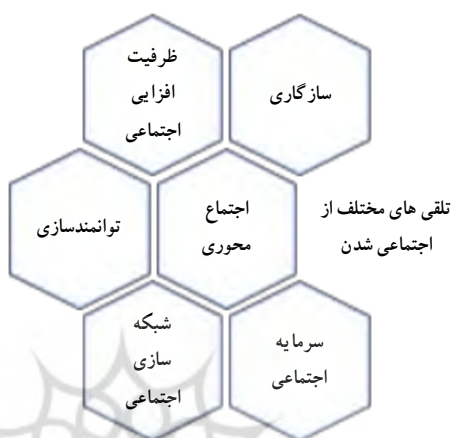 سازگاری
ظرفیت
افزایی
اجتماعی
تلقی های مختلف از
اجتماعی شدن
اجتماع
محوری
توانمندسازی
سرمایه
اجتماعی
شبکه
سازی
اجتماعی